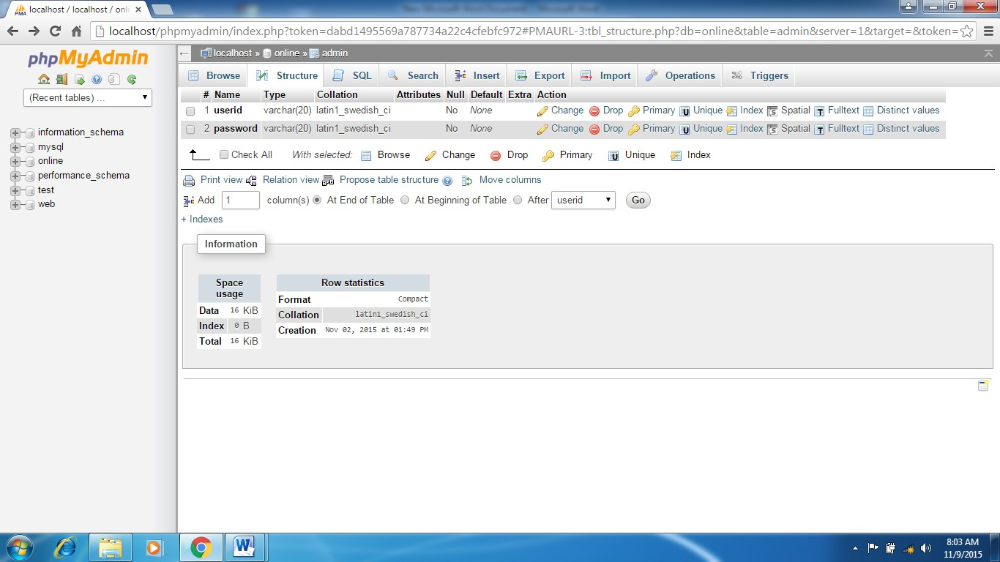 localhost / localhost / onli
localhost/phpmyadmin/index.php?token=dabd1495569a787734a22c4cfebfc972#PMAURL-3:tbl_structure.php?db=online&table=admin&server=1&target=&token=
phpMyAdmin
(Recent tables) ...
information_schema
mysql
online
performance_schema
test
web
localhost » online » admin
Browse Structure SQL Search Insert Export Import Operations Triggers
# Name Type Collation Attributes Null Default Extra Action
1 userid varchar(20) latin1_swedish_ci No None Change Drop Primary Unique Index Spatial Fulltext Distinct values
2 password varchar(20) latin1_swedish_ci No None Change Drop Primary Unique Index Spatial Fulltext Distinct values
Check All With selected: Browse Change Drop Primary Unique Index
Print view Relation view Propose table structure Move columns
Add 1 column(s) At End of Table At Beginning of Table After userid Go
+ Indexes
Information
Space usage
Data 16 KiB
Index 0 B
Total 16 KiB
Row statistics
Format Compact
Collation latin1_swedish_ci
Creation Nov 02, 2015 at 01:49 PM
8:03 AM
11/9/2015